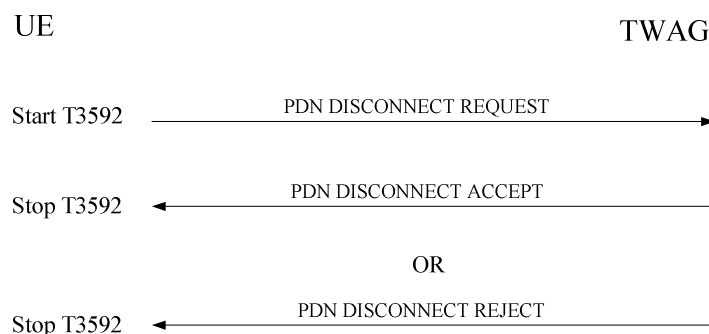 UE
TWAG
Start T3592
PDN DISCONNECT REQUEST
Stop T3592
PDN DISCONNECT ACCEPT
OR
Stop T3592
PDN DISCONNECT REJECT